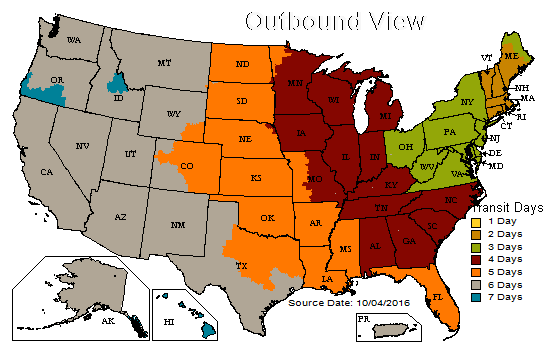 Outbound View
WA
MT
ND
MN
VT
ME
OR
ID
SD
WI
MI
NY
NH
MA
RI
CT
WY
NE
IA
PA
NJ
NV
UT
CO
IL
IN
OH
DE
MD
WV
VA
CA
KS
MO
KY
AZ
NM
OK
AR
TN
NC
SC
TX
LA
MS
AL
GA
FL
AK
HI
PR
Transit Days
1 Day
2 Days
3 Days
4 Days
5 Days
6 Days
7 Days
Source Date: 10/04/2016